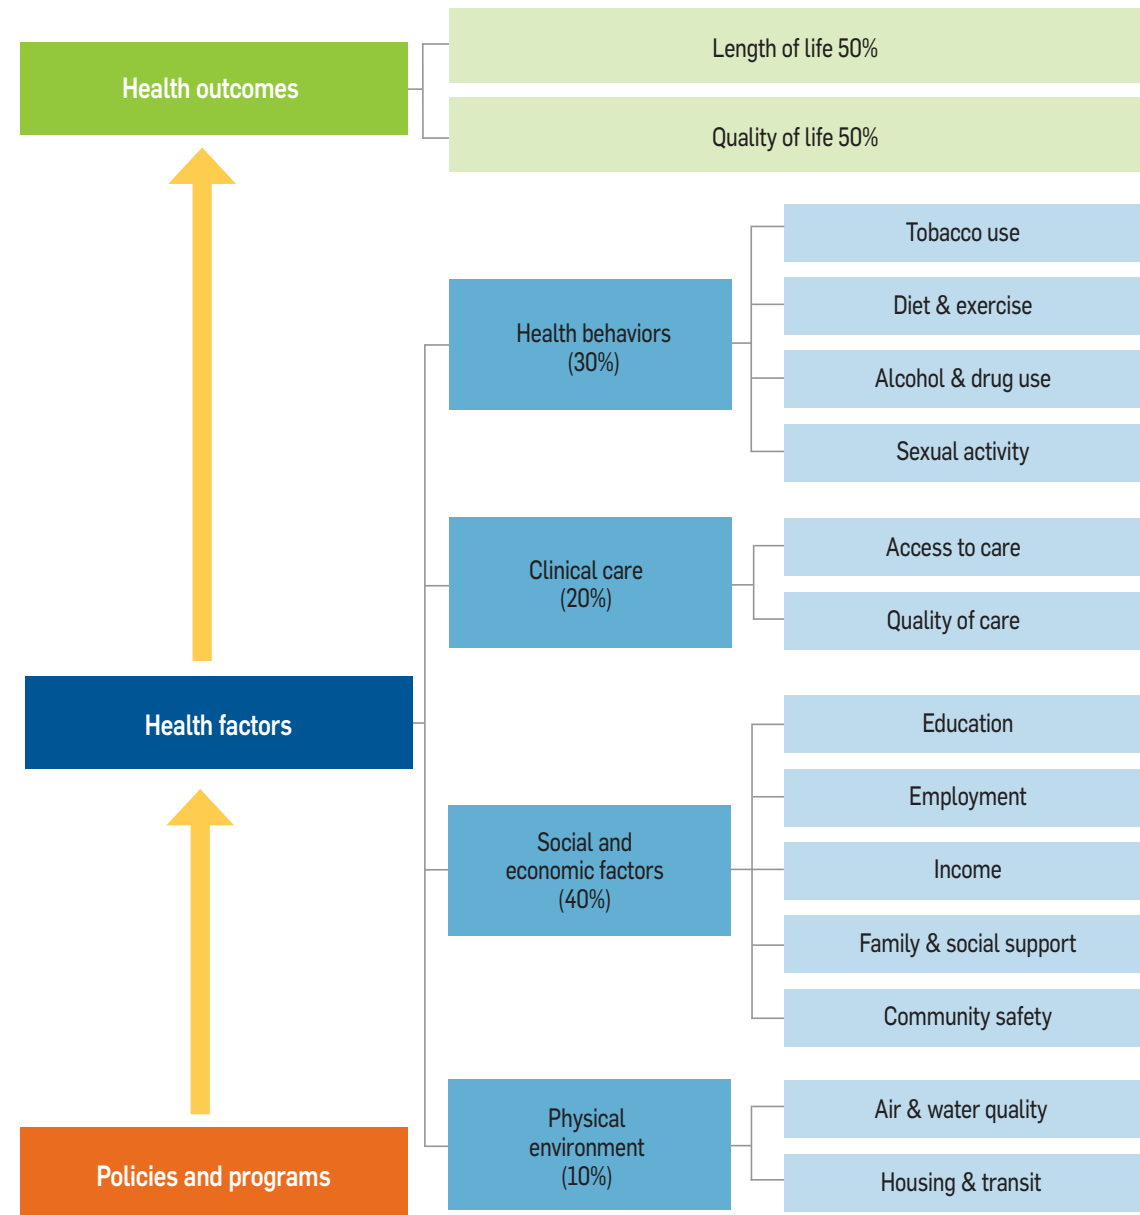 Health outcomes
Length of life 50%
Quality of life 50%
Health factors
Health behaviors
(30%)
Tobacco use
Diet & exercise
Alcohol & drug use
Sexual activity
Clinical care
(20%)
Access to care
Quality of care
Social and
economic factors
(40%)
Education
Employment
Income
Family & social support
Community safety
Physical
environment
(10%)
Air & water quality
Housing & transit
Policies and programs